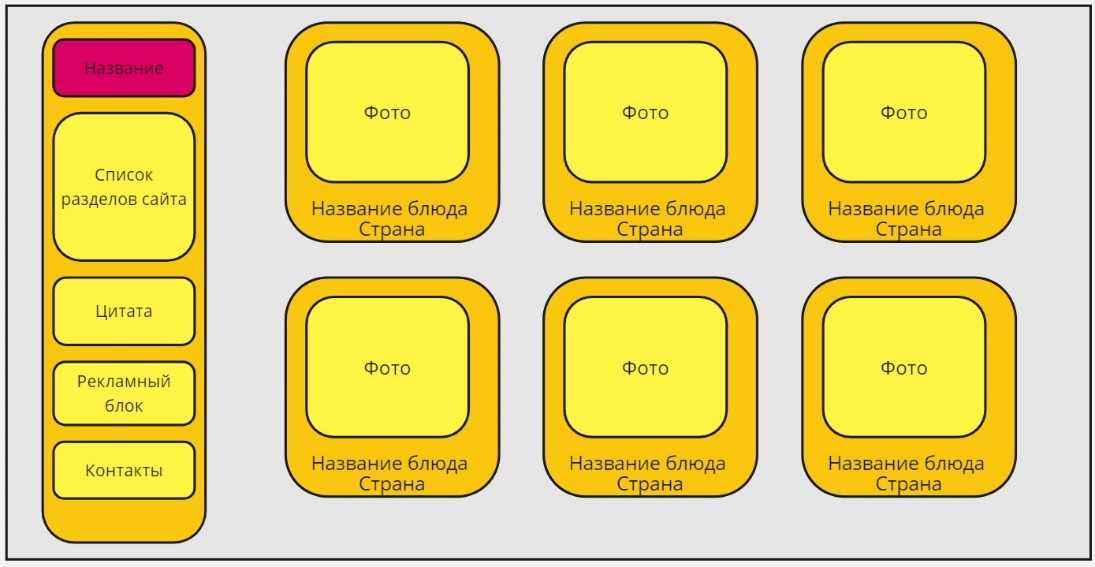 Название
Список
разделов сайта
Цитата
Рекламный
блок
Контакты
Фото
Название блюда
Страна
Фото
Название блюда
Страна
Фото
Название блюда
Страна
Фото
Название блюда
Страна
Фото
Название блюда
Страна
Фото
Название блюда
Страна